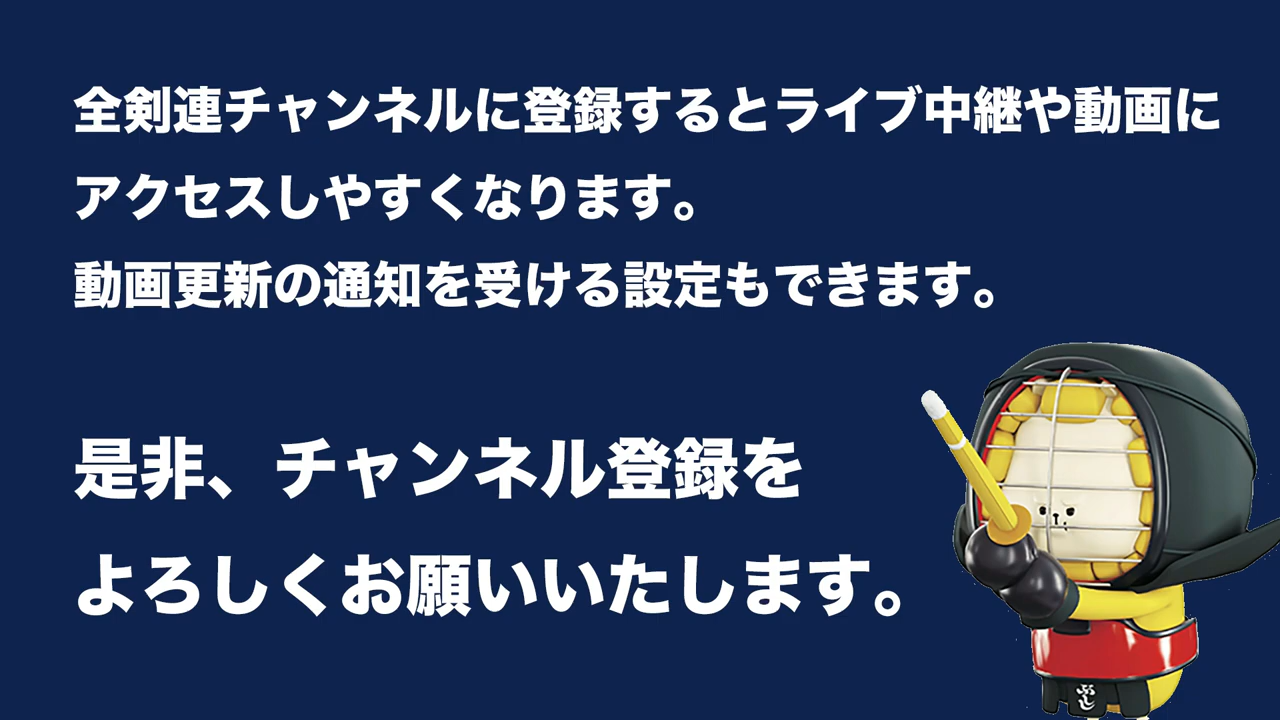 全剣連チャンネルに登録するとライブ中継や動画に
アクセスしやすくなります。
動画更新の通知を受ける設定もできます。
是非、チャンネル登録を
よろしくお願いいたします。
ぶし